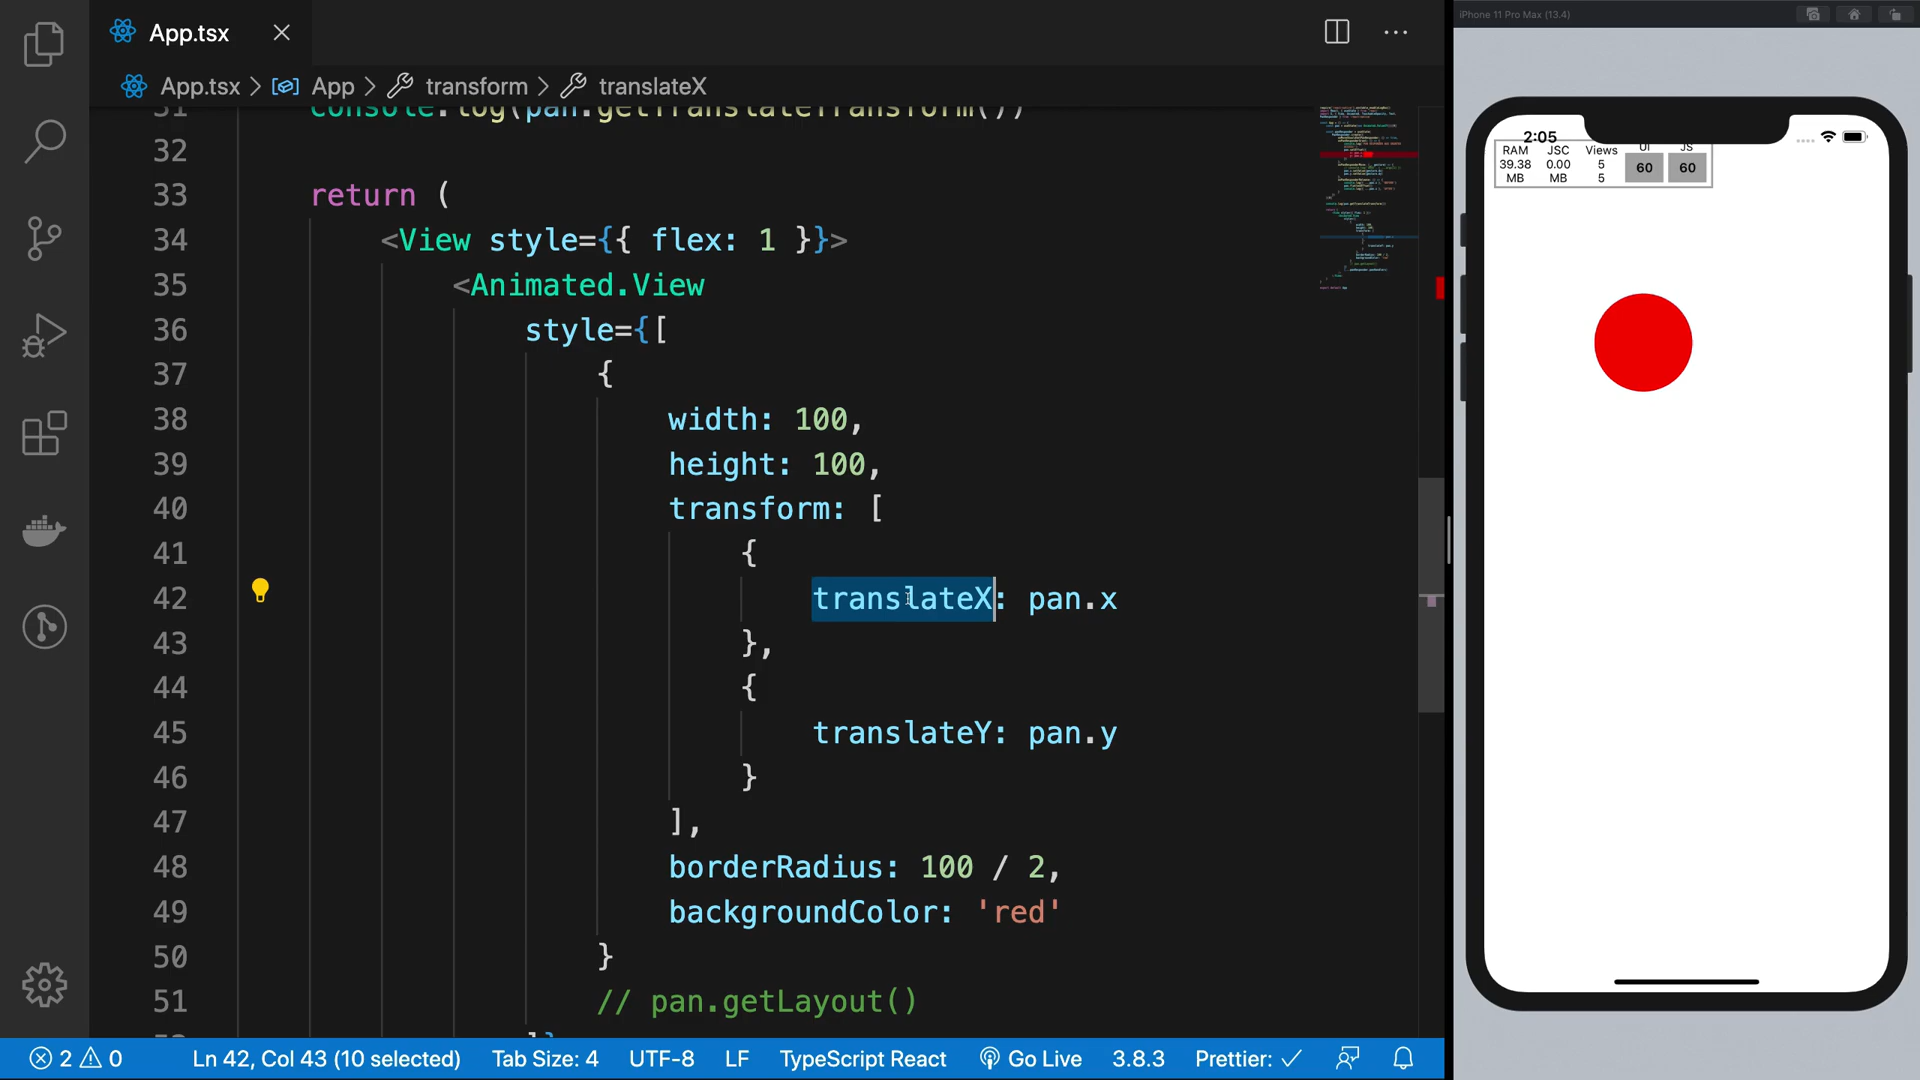 App.tsx
iPhone 11 Pro Max (13.4)
App.tsx > App > transform > translateX
31 console.log(pan.getTranslateTransform())
32
33 return (
34 <View style={{ flex: 1 }}>
35 <Animated.View
36 style={[
37 {
38 width: 100,
39 height: 100,
40 transform: [
41 {
42 translateX: pan.x
43 },
44 {
45 translateY: pan.y
46 }
47 ],
48 borderRadius: 100 / 2,
49 backgroundColor: 'red'
50 }
51 // pan.getLayout()
]}
2:05
RAM JSC Views UI JS
39.38 0.00 5 60 60
MB MB 5
2 0 Ln 42, Col 43 (10 selected) Tab Size: 4 UTF-8 LF TypeScript React Go Live 3.8.3 Prettier: ✓